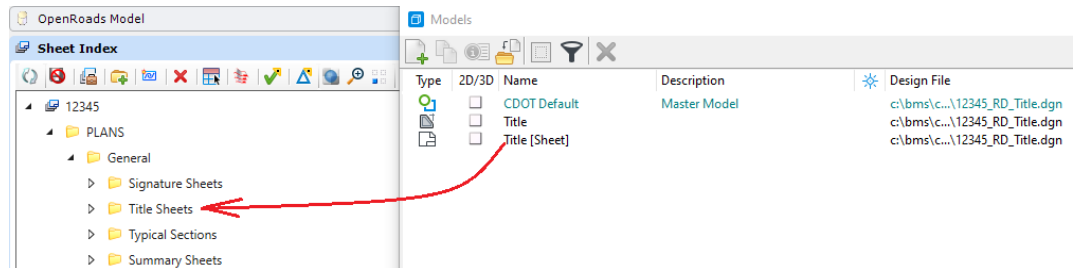 OpenRoads Model
Sheet Index
12345
PLANS
General
Signature Sheets
Title Sheets
Typical Sections
Summary Sheets
Models
Type 2D/3D Name Description Design File
CDOT Default Master Model c:\bms\c...\12345_RD_Title.dgn
Title c:\bms\c...\12345_RD_Title.dgn
Title [Sheet] c:\bms\c...\12345_RD_Title.dgn